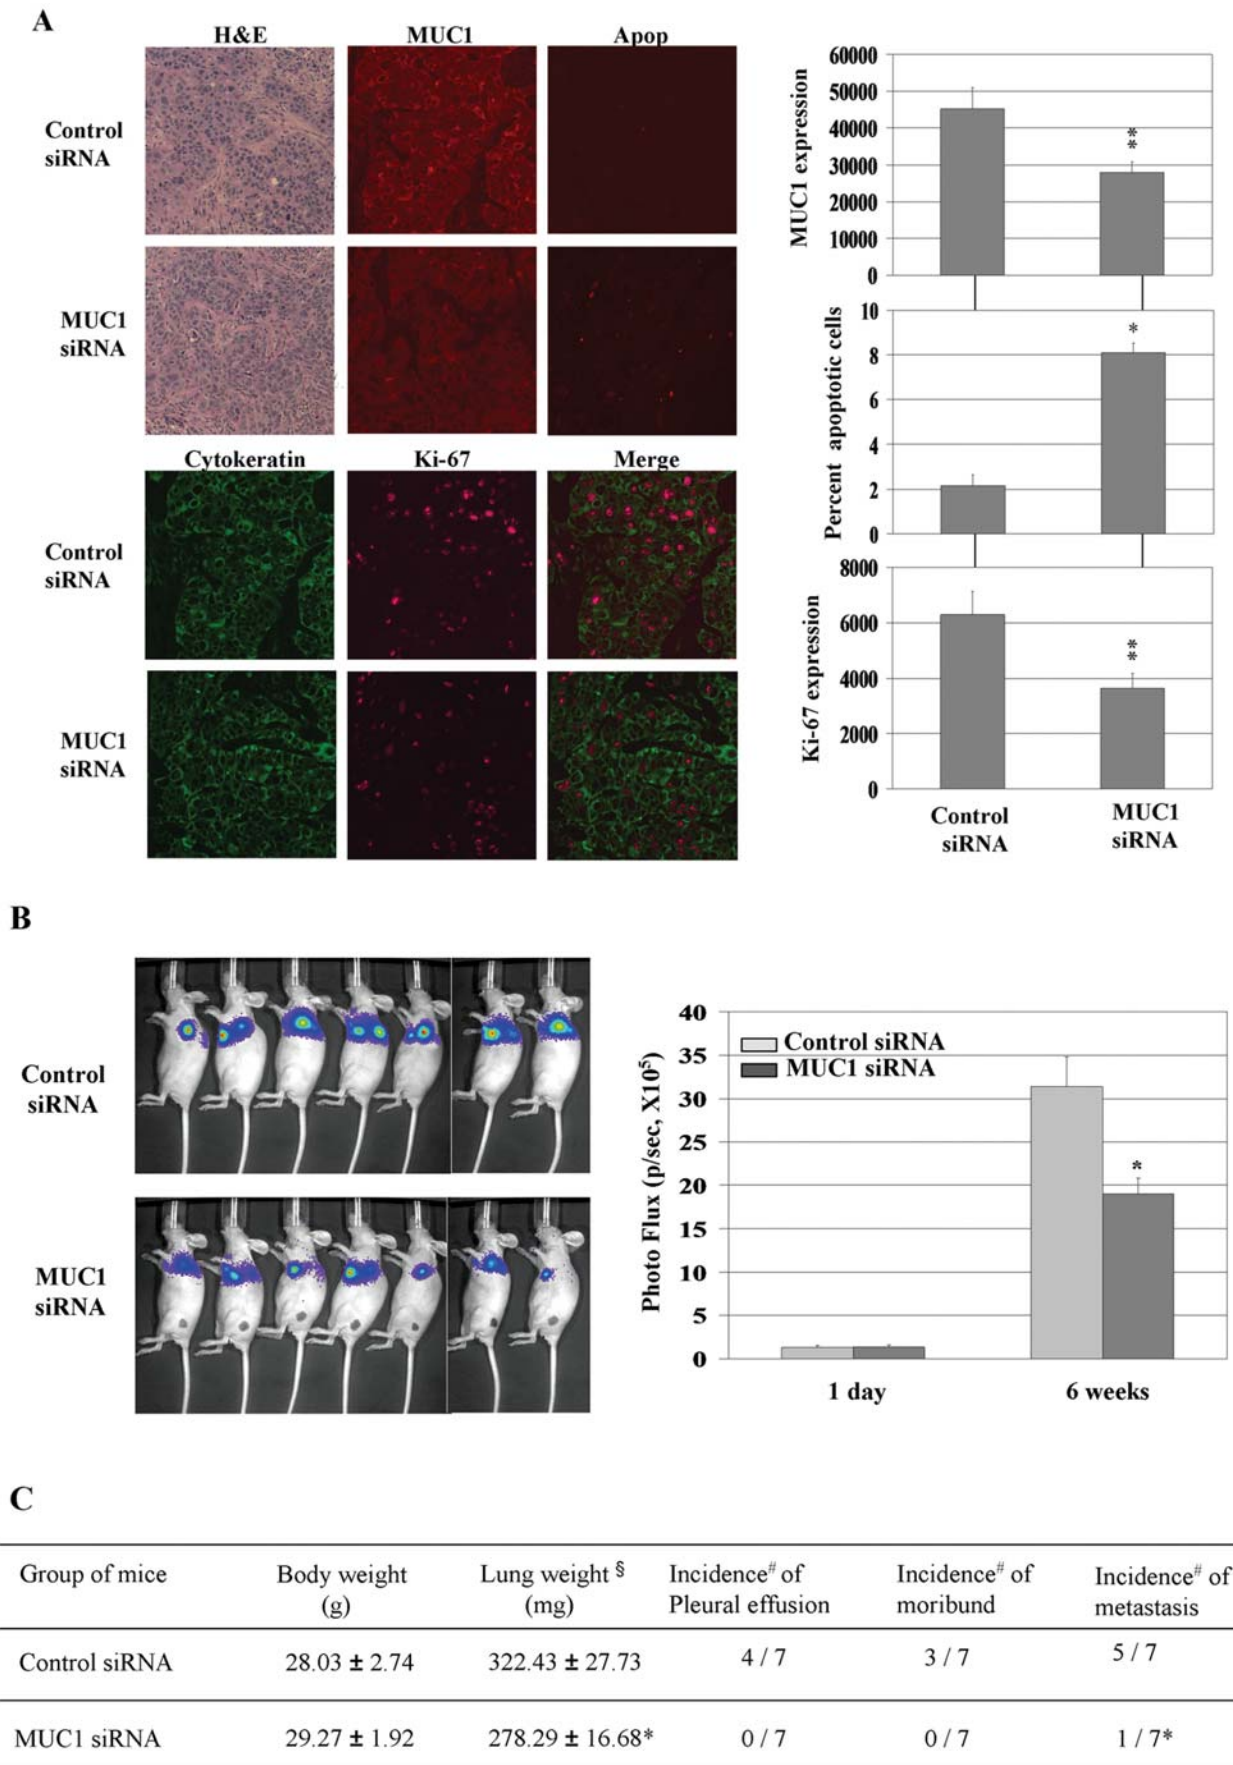 A
H&E MUC1 Apop
Control
siRNA
MUC1
siRNA
Cytokeratin Ki-67 Merge
Control
siRNA
MUC1
siRNA
MUC1 expression
60000
50000
40000
30000
20000
10000
0
**
Percent apoptotic cells
10
8
6
4
2
0
*
Ki-67 expression
8000
6000
4000
2000
0
**
Control
siRNA
MUC1
siRNA
B
Control
siRNA
MUC1
siRNA
Photo Flux (p/sec, X10⁵)
40
35
30
25
20
15
10
5
0
Control siRNA
MUC1 siRNA
*
1 day 6 weeks
C
Group of mice Body weight Lung weight § Incidence# of Incidence# of Incidence# of
(g) (mg) Pleural effusion moribund metastasis
Control siRNA 28.03 ± 2.74 322.43 ± 27.73 4 / 7 3 / 7 5 / 7
MUC1 siRNA 29.27 ± 1.92 278.29 ± 16.68* 0 / 7 0 / 7 1 / 7*